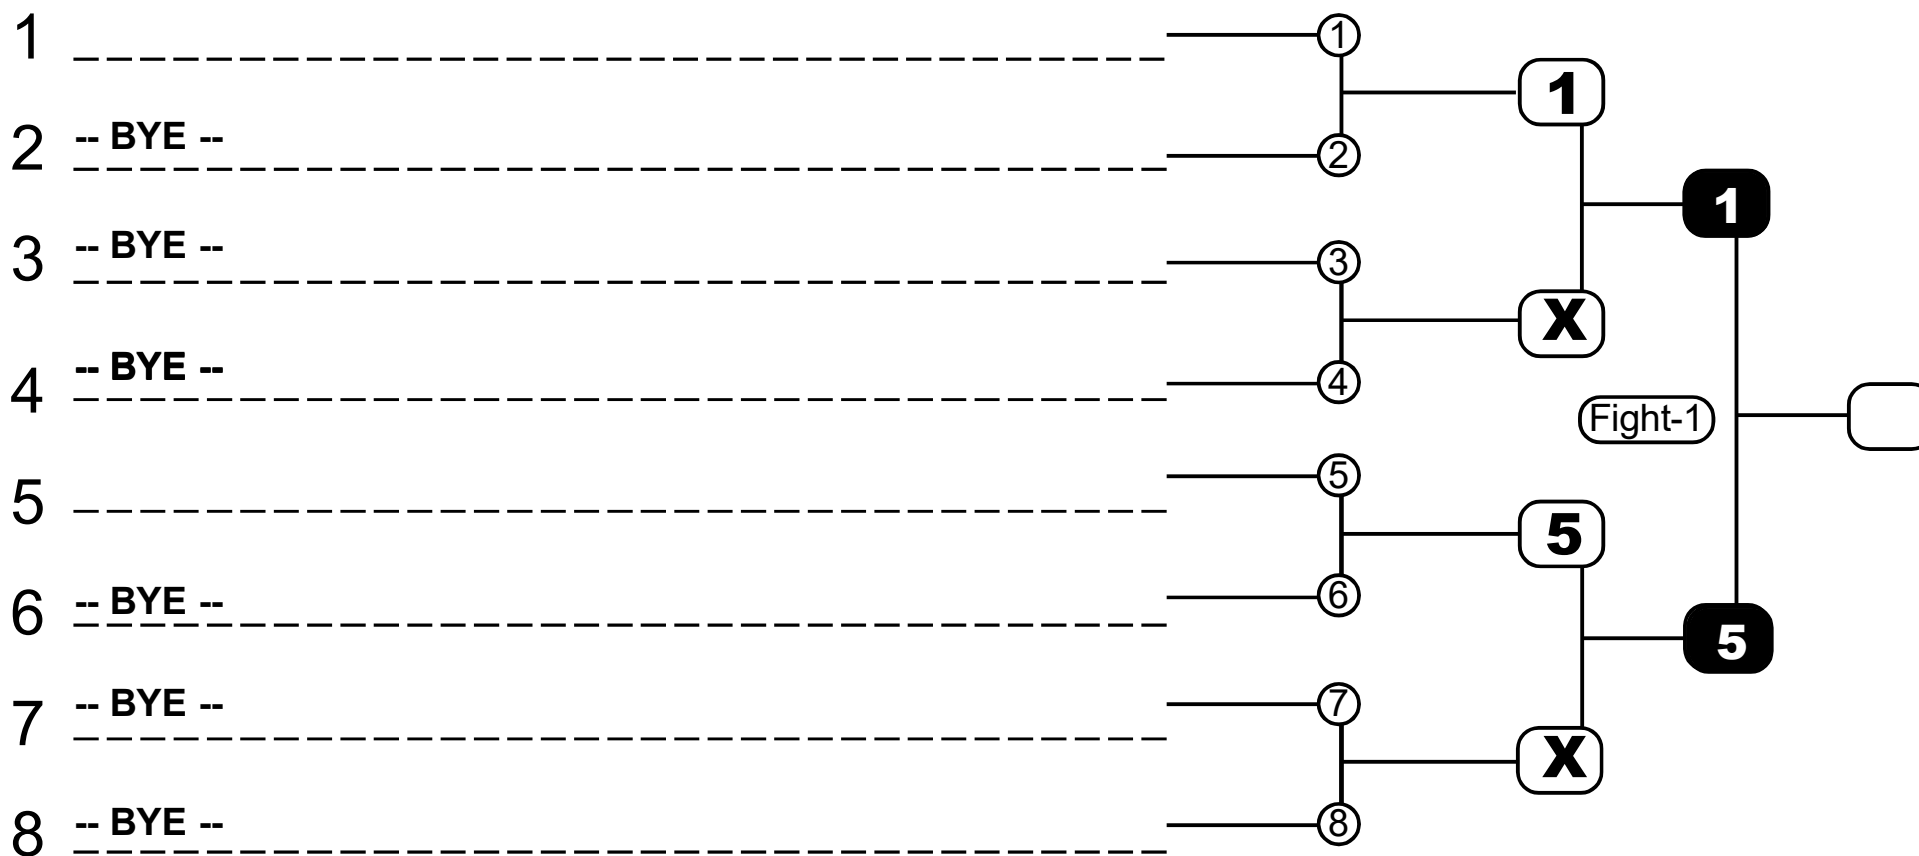 1
1
1
2 -- BYE --
2
1
3 -- BYE --
3
X
4 -- BYE --
4
Fight-1
5
5
5
6 -- BYE --
6
5
7 -- BYE --
7
X
8 -- BYE --
8